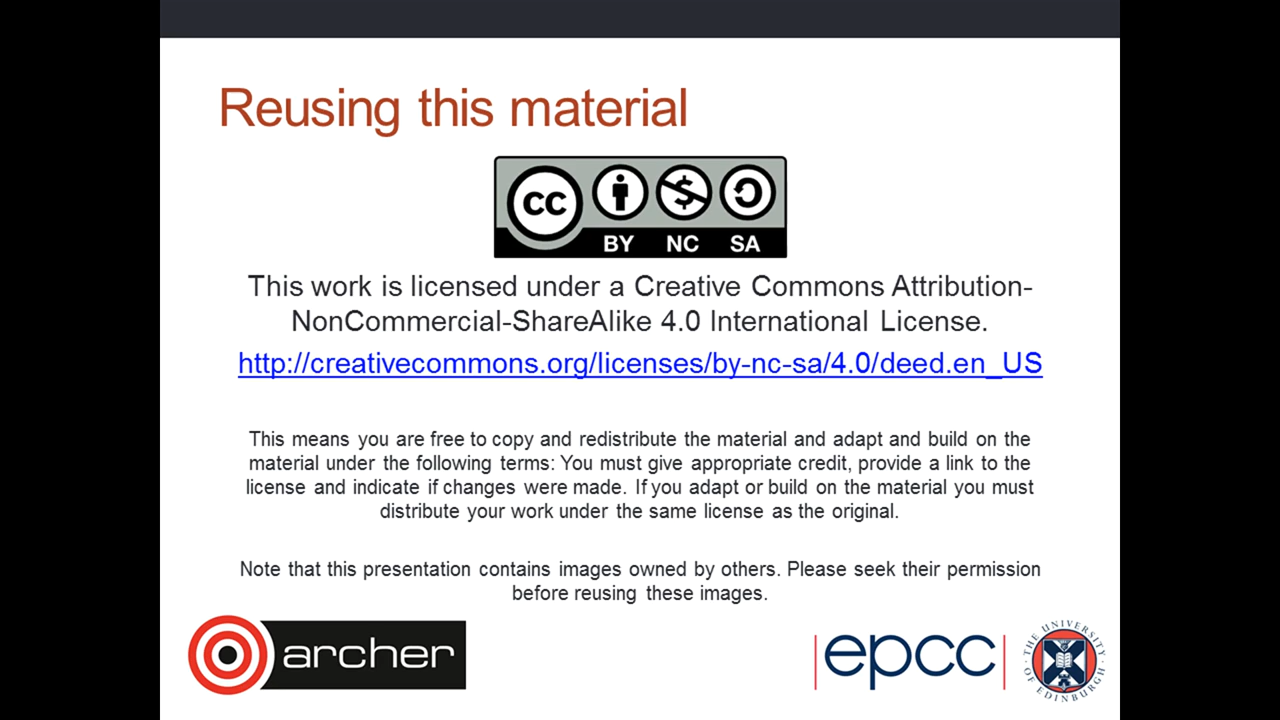 Reusing this material
CC
BY NC SA
This work is licensed under a Creative Commons Attribution-
NonCommercial-ShareAlike 4.0 International License.
http://creativecommons.org/licenses/by-nc-sa/4.0/deed.en_US
This means you are free to copy and redistribute the material and adapt and build on the
material under the following terms: You must give appropriate credit, provide a link to the
license and indicate if changes were made. If you adapt or build on the material you must
distribute your work under the same license as the original.
Note that this presentation contains images owned by others. Please seek their permission
before reusing these images.
archer
epcc
THE UNIVERSITY
OF EDINBURGH